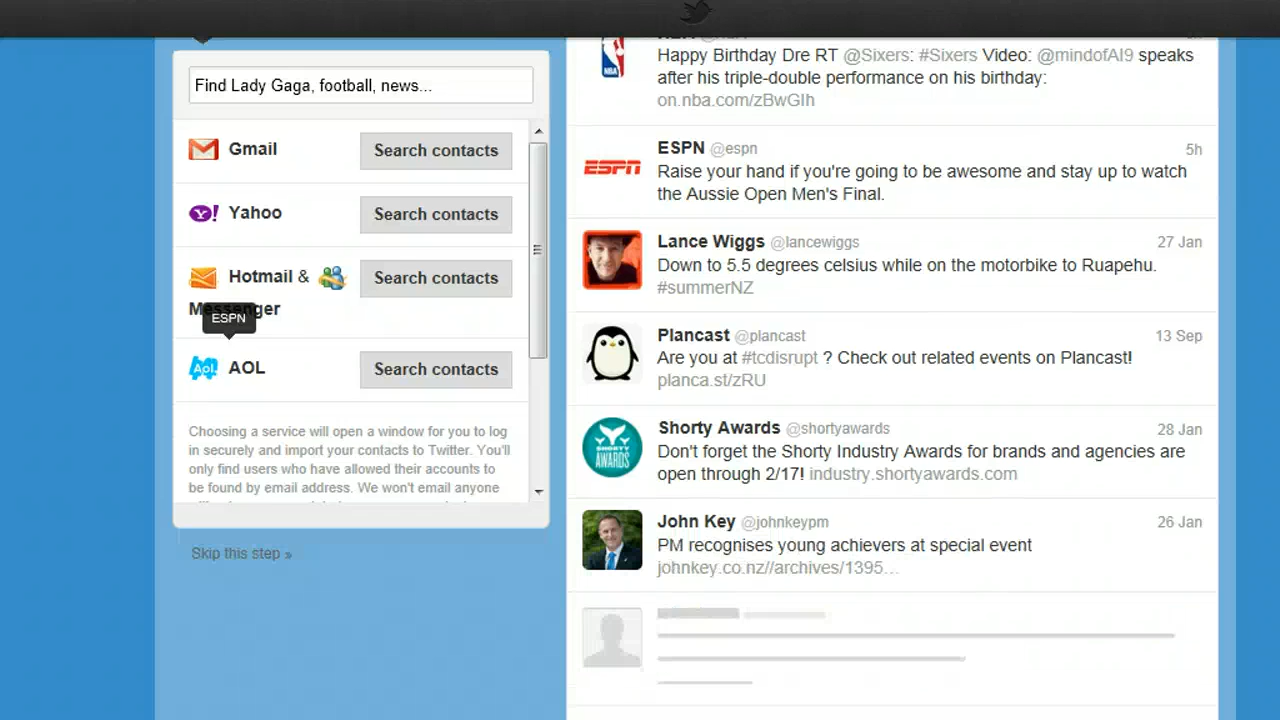 Find Lady Gaga, football, news...
Gmail
Search contacts
Yahoo
Search contacts
Hotmail &
Search contacts
Messenger
ESPN
AOL
Search contacts
Choosing a service will open a window for you to log
in securely and import your contacts to Twitter. You'll
only find users who have allowed their accounts to
be found by email address. We won't email anyone
Skip this step »
NBA
Happy Birthday Dre RT @Sixers: #Sixers Video: @mindofAI9 speaks
after his triple-double performance on his birthday:
on.nba.com/zBwGIh
ESPN
ESPN @espn
5h
Raise your hand if you're going to be awesome and stay up to watch
the Aussie Open Men's Final.
Lance Wiggs @lancewiggs
27 Jan
Down to 5.5 degrees celsius while on the motorbike to Ruapehu.
#summerNZ
Plancast @plancast
13 Sep
Are you at #tcdisrupt ? Check out related events on Plancast!
planca.st/zRU
SHORTY
AWARDS
Shorty Awards @shortyawards
28 Jan
Don't forget the Shorty Industry Awards for brands and agencies are
open through 2/17! industry.shortyawards.com
John Key @johnkeypm
26 Jan
PM recognises young achievers at special event
johnkey.co.nz//archives/1395…